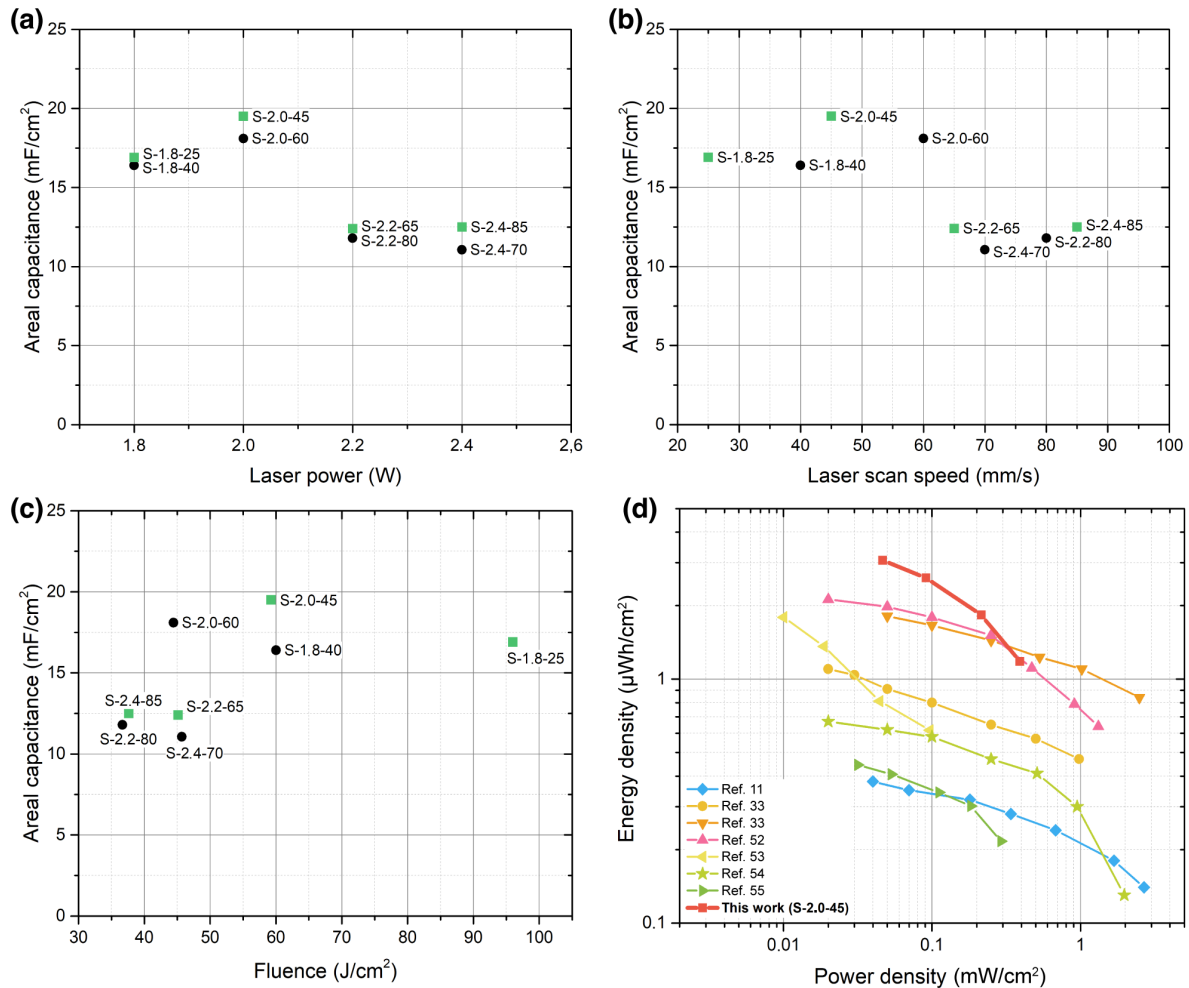 (a)
25
20
15
10
5
0
Areal capacitance (mF/cm²)
S-2.0-45
S-2.0-60
S-1.8-25
S-1.8-40
S-2.2-65
S-2.2-80
S-2.4-85
S-2.4-70
1.8 2.0 2.2 2.4 2,6
Laser power (W)
(b)
25
20
15
10
5
0
Areal capacitance (mF/cm²)
S-2.0-45
S-2.0-60
S-1.8-25
S-1.8-40
S-2.2-65
S-2.4-85
S-2.2-80
S-2.4-70
20 30 40 50 60 70 80 90 100
Laser scan speed (mm/s)
(c)
25
20
15
10
5
0
Areal capacitance (mF/cm²)
S-2.0-45
S-2.0-60
S-1.8-40
S-1.8-25
S-2.4-85
S-2.2-65
S-2.2-80
S-2.4-70
30 40 50 60 70 80 90 100
Fluence (J/cm²)
(d)
1
0.1
Energy density (μWh/cm²)
Ref. 11
Ref. 33
Ref. 33
Ref. 52
Ref. 53
Ref. 54
Ref. 55
This work (S-2.0-45)
0.01 0.1 1
Power density (mW/cm²)